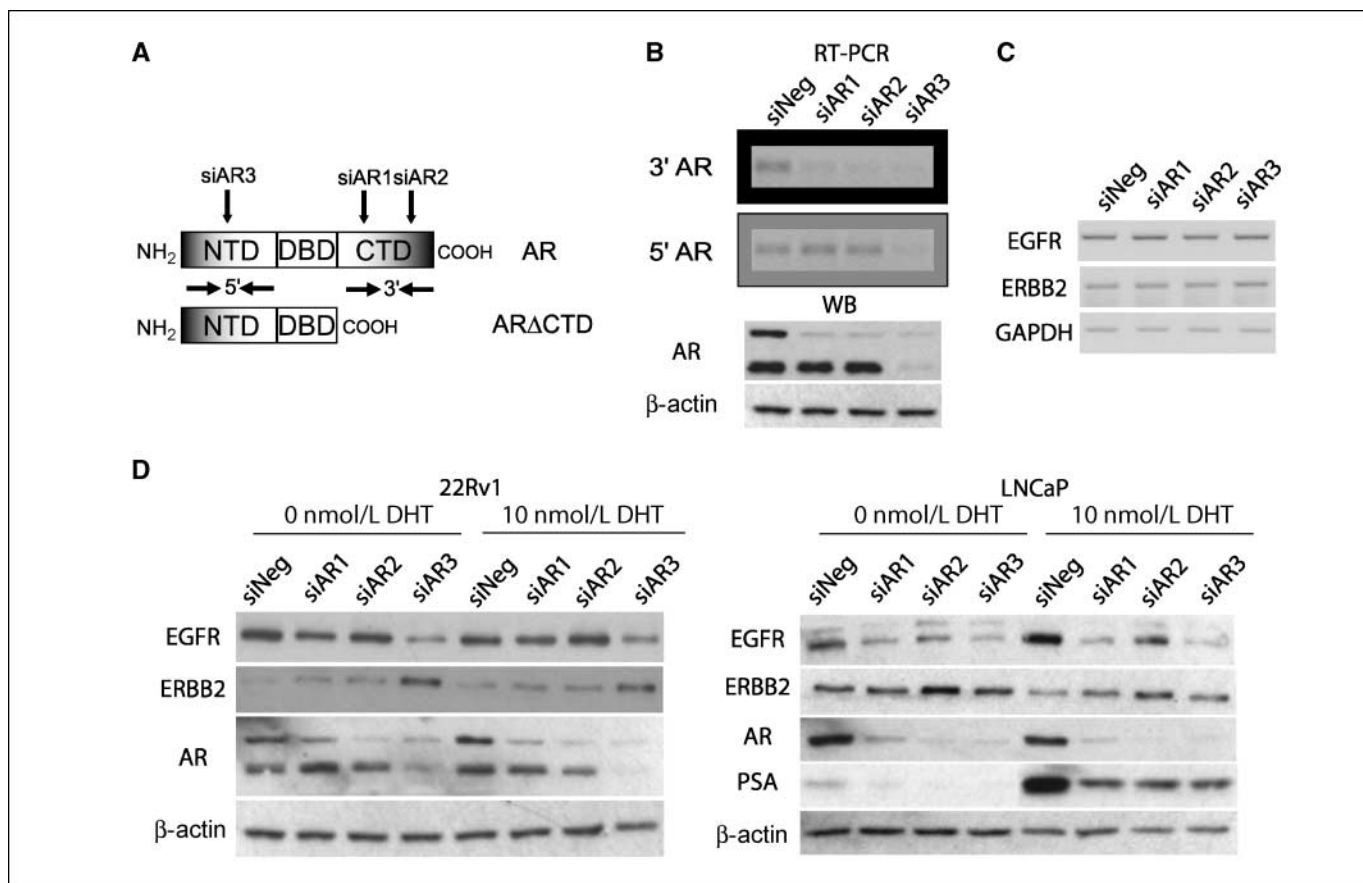 A
siAR3 siAR1 siAR2
NH2 NTD DBD CTD COOH AR
5' 3'
NH2 NTD DBD COOH ARΔCTD
B
RT-PCR
siNeg siAR1 siAR2 siAR3
3' AR
5' AR
WB
AR
β-actin
C
siNeg siAR1 siAR2 siAR3
EGFR
ERBB2
GAPDH
D
22Rv1
0 nmol/L DHT 10 nmol/L DHT
siNeg siAR1 siAR2 siAR3 siNeg siAR1 siAR2 siAR3
EGFR
ERBB2
AR
β-actin
LNCaP
0 nmol/L DHT 10 nmol/L DHT
siNeg siAR1 siAR2 siAR3 siNeg siAR1 siAR2 siAR3
EGFR
ERBB2
AR
PSA
β-actin